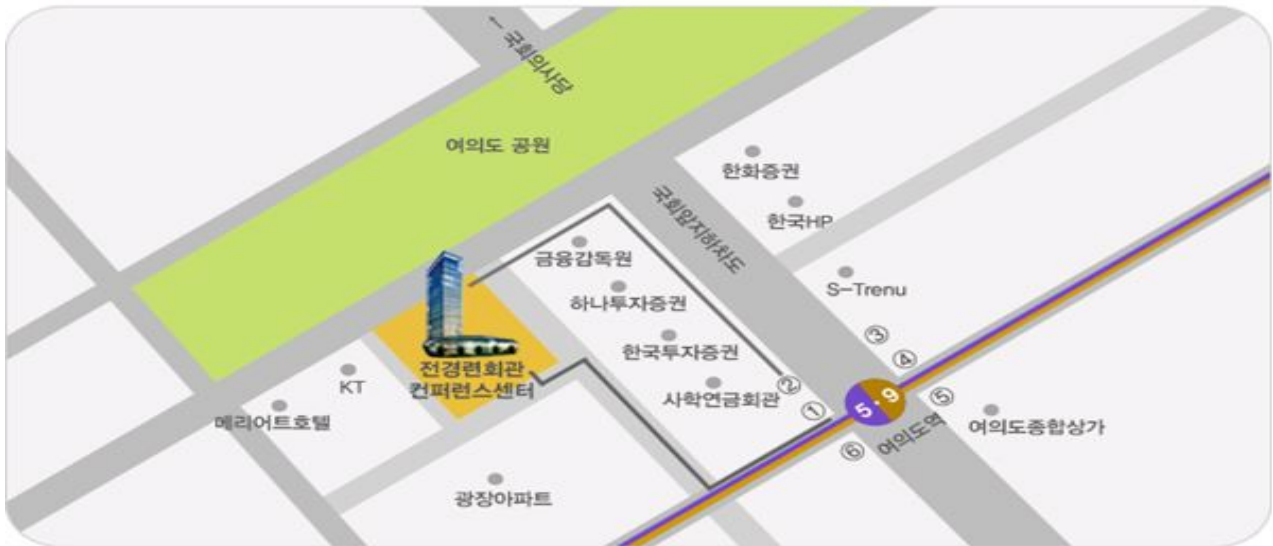 ← 국회의사당
여의도 공원
한화증권
국회앞지하차도
한국HP
금융감독원
하나투자증권
S-Trenu
한국투자증권
③
④
전경련회관
컨퍼런스센터
KT
사학연금회관
②
①
5·9
⑤
메리어트호텔
여의도역
여의도종합상가
⑥
광장아파트